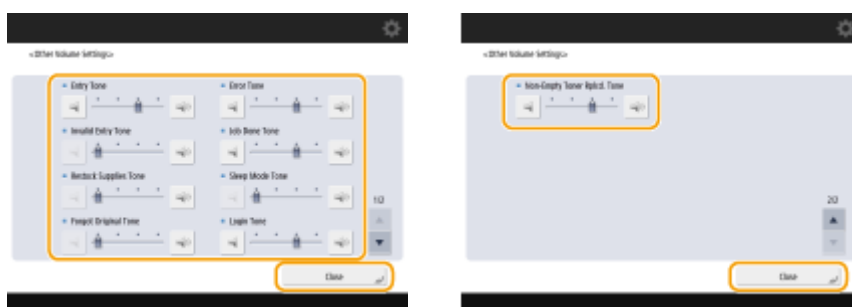 <Other Volume Settings>
Entry Tone
Error Tone
Invalid Entry Tone
Job Done Tone
Restock Supplies Tone
Sleep Mode Tone
Forgot Original Tone
Login Tone
1/2
Close
<Other Volume Settings>
Non-Empty Toner Rplcd. Tone
2/2
Close